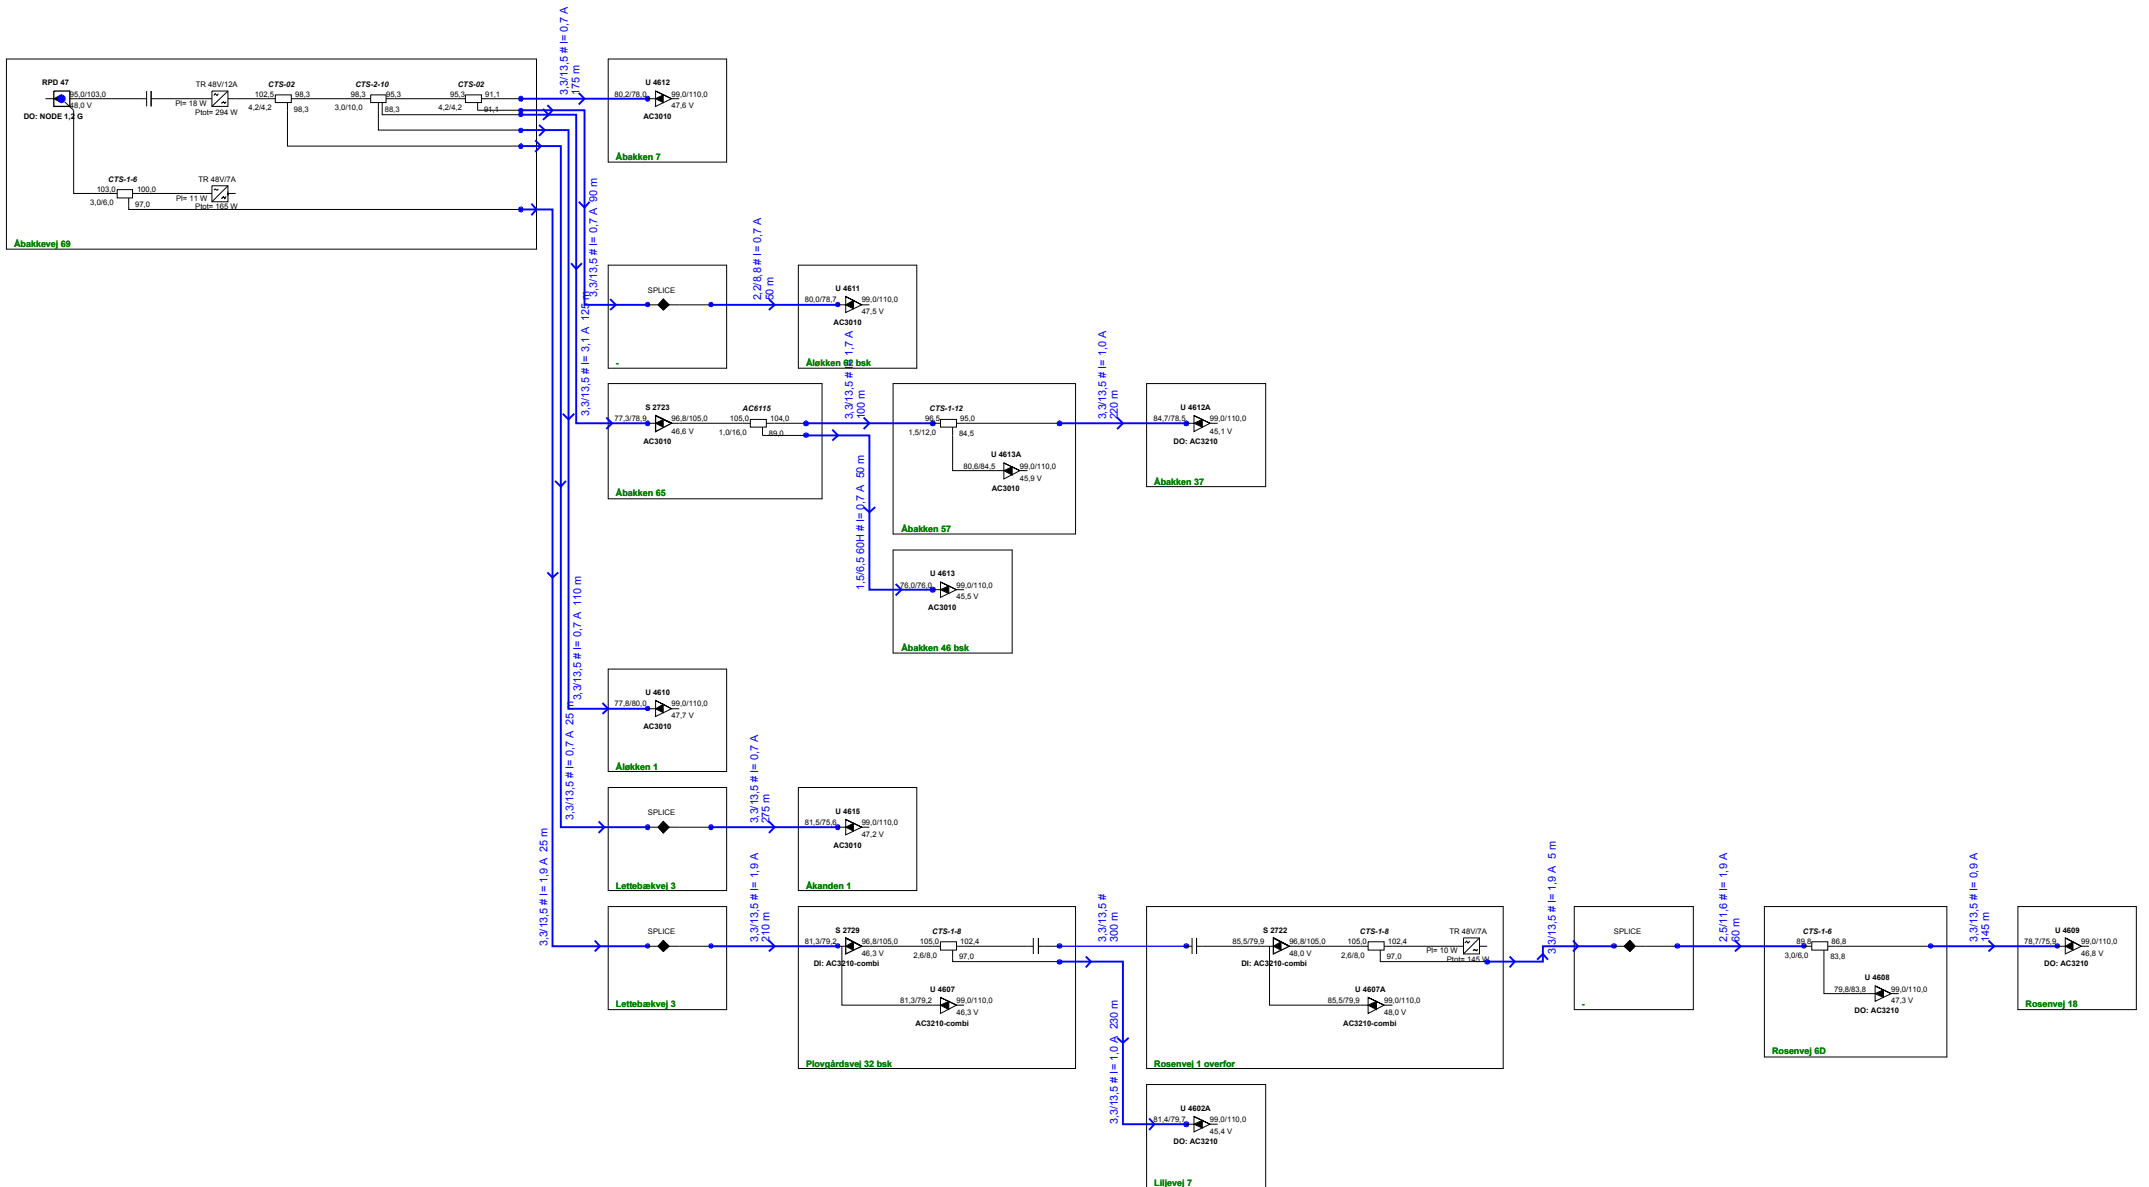 RPD 47
95,0/103,0
48,0 V
DO: NODE 1,2 G
TR 48V/12A
PI= 18 W
Ptot= 294 W
CTS-02
102,5
98,3
4,2/4,2
98,3
CTS-2-10
98,3
95,3
3,0/10,0
88,3
CTS-02
95,3
91,1
4,2/4,2
91,1
CTS-1-6
103,0
100,0
3,0/6,0
97,0
TR 48V/7A
PI= 11 W
Ptot= 165 W
Åbakkevej 69
3,3/13,5 # I= 0,7 A
175 m
U 4612
80,2/78,0
99,0/110,0
47,6 V
AC3010
Åbakken 7
3,3/13,5 # I= 0,7 A 90 m
SPLICE
-
2,2/8,8 # I= 0,7 A
50 m
U 4611
80,0/78,7
99,0/110,0
47,5 V
AC3010
Åløkken 62 bsk
3,3/13,5 # I= 3,1 A 125 m
S 2723
77,3/78,9
96,8/105,0
46,6 V
AC3010
AC6115
105,0
104,0
1,0/16,0
89,0
Åbakken 65
3,3/13,5 # I= 1,7 A
100 m
CTS-1-12
96,5
95,0
1,5/12,0
84,5
U 4613A
80,6/84,5
99,0/110,0
45,9 V
AC3010
Åbakken 57
3,3/13,5 # I= 1,0 A
220 m
U 4612A
84,7/78,5
99,0/110,0
45,1 V
DO: AC3210
Åbakken 37
1,5/6,5 60H # I= 0,7 A 50 m
U 4613
76,0/76,0
99,0/110,0
45,5 V
AC3010
Åbakken 46 bsk
3,3/13,5 # I= 0,7 A 110 m
U 4610
77,8/80,0
99,0/110,0
47,7 V
AC3010
Åløkken 1
3,3/13,5 # I= 0,7 A 25 m
SPLICE
Lettebækvej 3
3,3/13,5 # I= 0,7 A
275 m
U 4615
81,5/75,6
99,0/110,0
47,2 V
AC3010
Åkanden 1
3,3/13,5 # I= 1,9 A 25 m
SPLICE
Lettebækvej 3
3,3/13,5 # I= 1,9 A
210 m
S 2729
81,3/79,2
96,8/105,0
46,3 V
DI: AC3210-combi
CTS-1-8
105,0
102,4
2,6/8,0
97,0
U 4607
81,3/79,2
99,0/110,0
46,3 V
AC3210-combi
Plovgårdsvej 32 bsk
3,3/13,5 #
300 m
S 2722
85,5/79,9
96,8/105,0
48,0 V
DI: AC3210-combi
CTS-1-8
105,0
102,4
2,6/8,0
97,0
TR 48V/7A
PI= 10 W
Ptot= 145 W
U 4607A
85,5/79,9
99,0/110,0
48,0 V
AC3210-combi
Rosenvej 1 overfor
3,3/13,5 # I= 1,9 A 5 m
SPLICE
-
2,5/11,6 # I= 1,9 A
60 m
CTS-1-6
89,8
86,8
3,0/6,0
83,8
U 4608
79,8/83,8
99,0/110,0
47,3 V
DO: AC3210
Rosenvej 6D
3,3/13,5 # I= 0,9 A
145 m
U 4609
78,7/75,9
99,0/110,0
46,8 V
DO: AC3210
Rosenvej 18
3,3/13,5 # I= 1,0 A 230 m
U 4602A
81,4/79,7
99,0/110,0
45,4 V
DO: AC3210
Liljevej 7